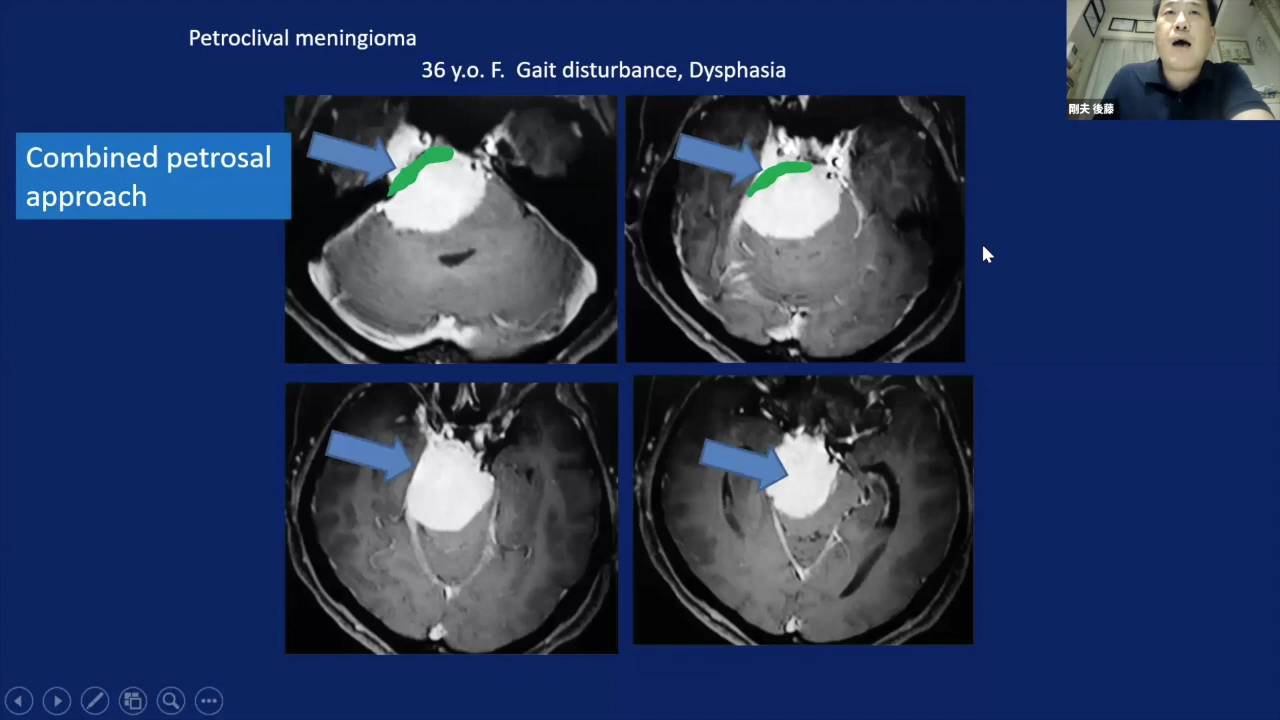 Petroclival meningioma
36 y.o. F. Gait disturbance, Dysphasia
Combined petrosal
approach
剛夫 後藤